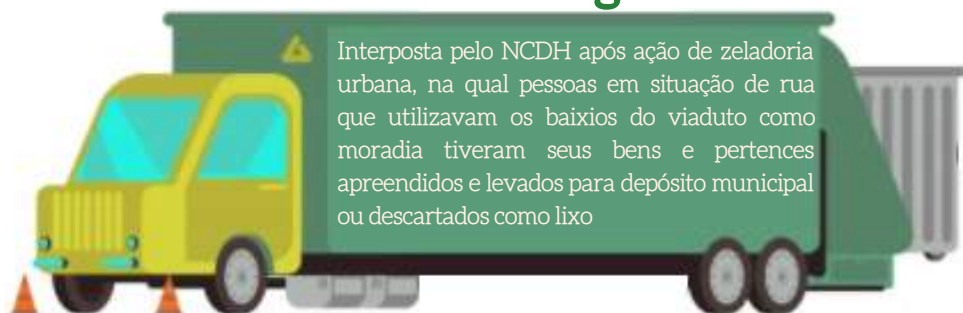 Interposta pelo NCDH após ação de zeladoria
urbana, na qual pessoas em situação de rua
que utilizavam os baixios do viaduto como
moradia tiveram seus bens e pertences
apreendidos e levados para depósito municipal
ou descartados como lixo